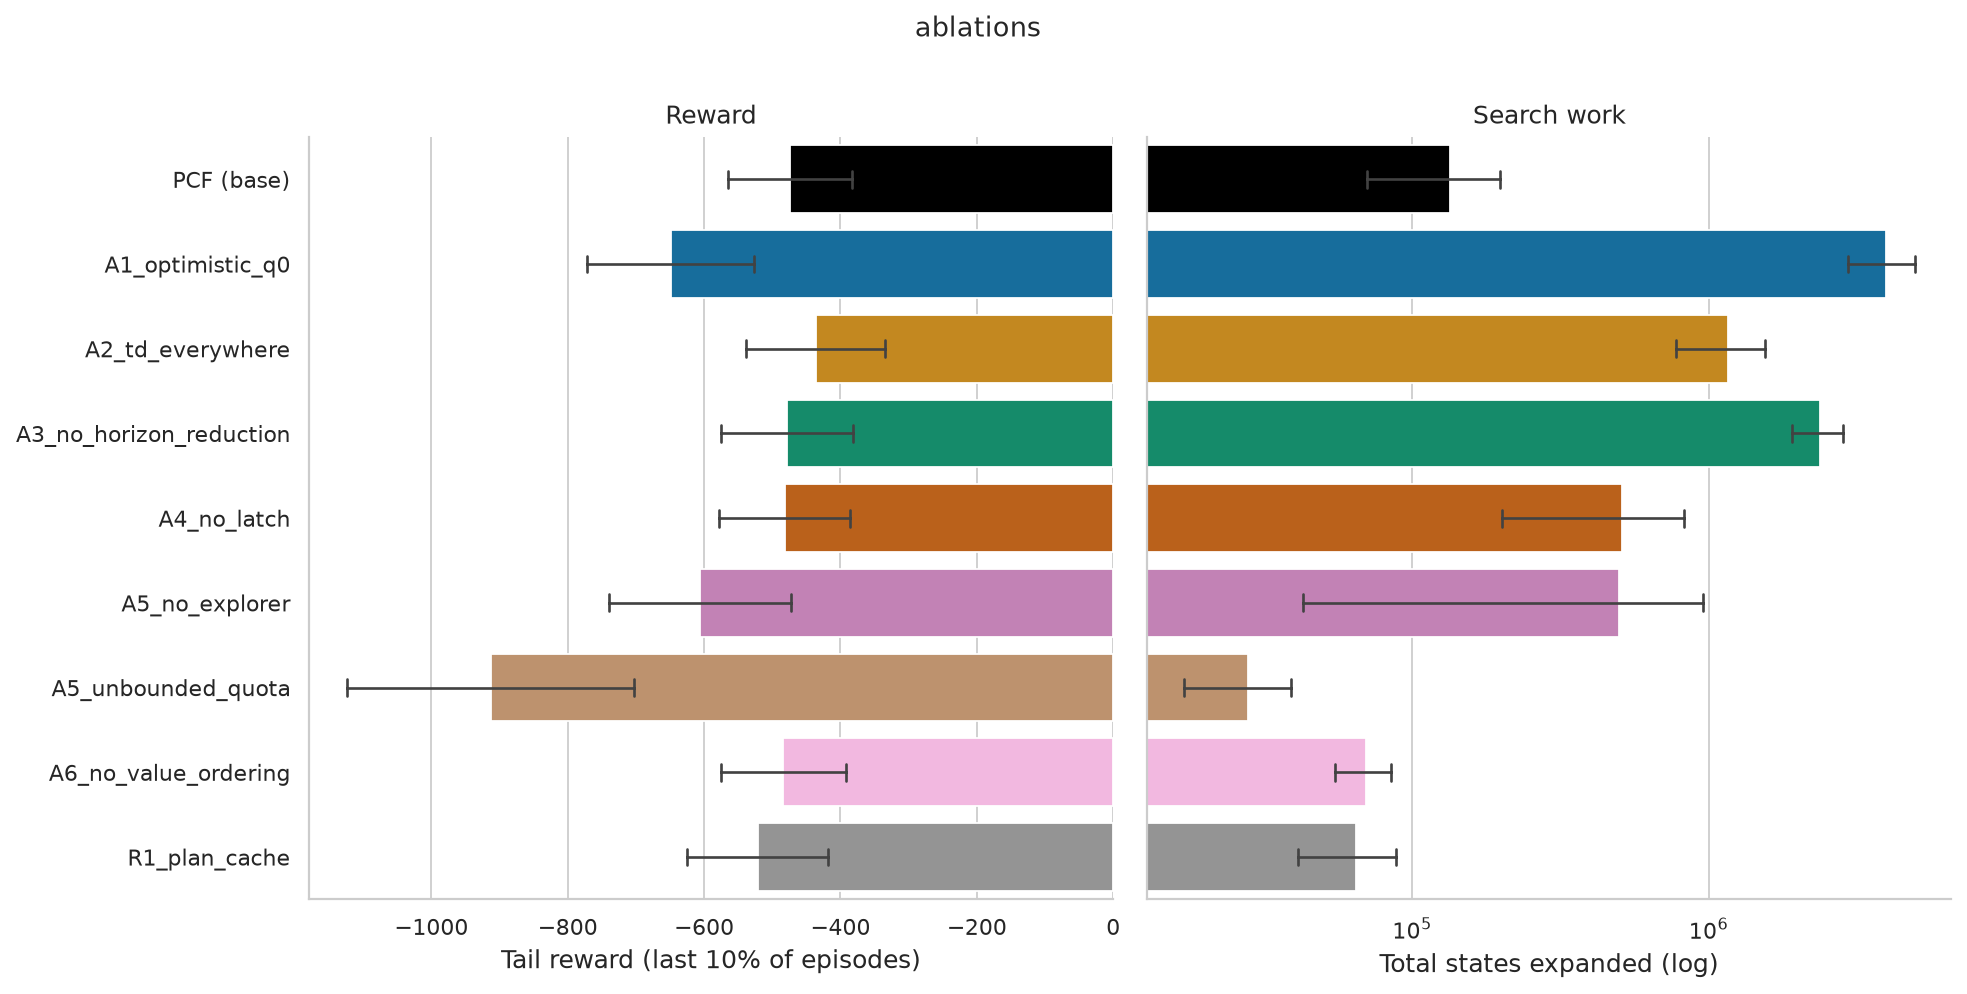 ablations
Reward
Search work
PCF (base)
A1_optimistic_q0
A2_td_everywhere
A3_no_horizon_reduction
A4_no_latch
A5_no_explorer
A5_unbounded_quota
A6_no_value_ordering
R1_plan_cache
−1000 −800 −600 −400 −200 0
10⁵ 10⁶
Tail reward (last 10% of episodes)
Total states expanded (log)